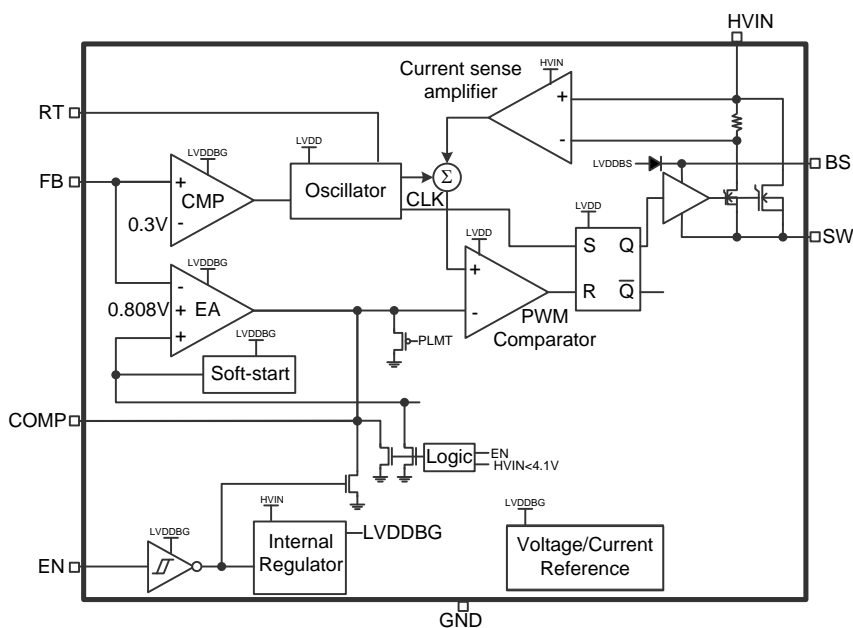 HVIN
Current sense
amplifier
HVIN
+
-
RT
LVDDBG
LVDD
LVDDBS
BS
FB
+
CMP
0.3V
-
Oscillator
Σ
CLK
LVDD
LVDD
S
Q
R
Q
SW
+
-
PWM
Comparator
LVDDBG
-
0.808V
+
EA
+
PLMT
LVDDBG
Soft-start
COMP
Logic
EN
HVIN<4.1V
LVDDBG
HVIN
LVDDBG
LVDDBG
EN
Internal
Regulator
Voltage/Current
Reference
GND